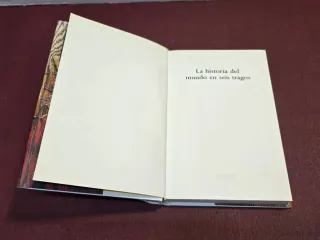 La historia del
mundo en seis tragos